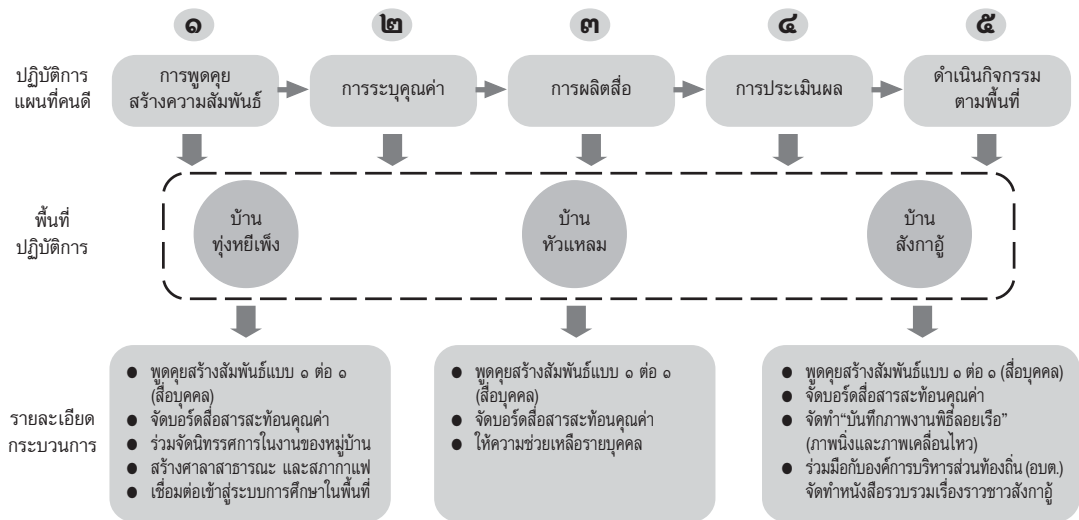 ๑
๒
๓
๔
๕
ปฏิบัติการ
แผนที่คนดี
การพูดคุย
สร้างความสัมพันธ์
การระบุคุณค่า
การผลิตสื่อ
การประเมินผล
ดำเนินกิจกรรม
ตามพื้นที่
พื้นที่
ปฏิบัติการ
บ้าน
ทุ่งหยีเพ็ง
บ้าน
หัวแหลม
บ้าน
สังกาอู้
รายละเอียด
กระบวนการ
● พูดคุยสร้างสัมพันธ์แบบ ๑ ต่อ ๑
(สื่อบุคคล)
● จัดบอร์ดสื่อสารสะท้อนคุณค่า
● ร่วมจัดนิทรรศการในงานของหมู่บ้าน
● สร้างศาลาสาธารณะ และสภากาแฟ
● เชื่อมต่อเข้าสู่ระบบการศึกษาในพื้นที่
● พูดคุยสร้างสัมพันธ์แบบ ๑ ต่อ ๑
(สื่อบุคคล)
● จัดบอร์ดสื่อสารสะท้อนคุณค่า
● ให้ความช่วยเหลือรายบุคคล
● พูดคุยสร้างสัมพันธ์แบบ ๑ ต่อ ๑ (สื่อบุคคล)
● จัดบอร์ดสื่อสารสะท้อนคุณค่า
● จัดทำ“บันทึกภาพงานพิธีลอยเรือ”
(ภาพนิ่งและภาพเคลื่อนไหว)
● ร่วมมือกับองค์การบริหารส่วนท้องถิ่น (อบต.)
จัดทำหนังสือรวบรวมเรื่องราวชาวสังกาอู้